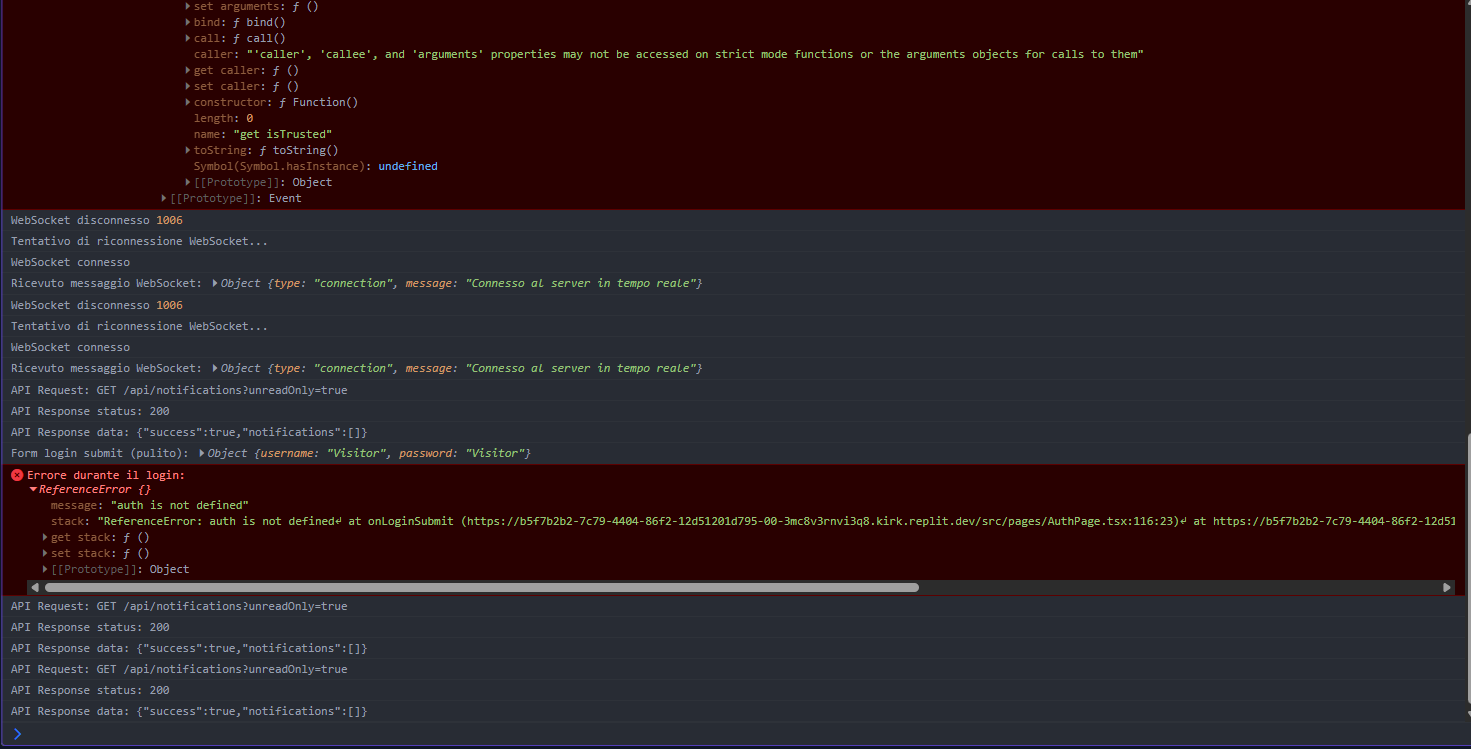 set arguments: ƒ ()
bind: ƒ bind()
call: ƒ call()
caller: "'caller', 'callee', and 'arguments' properties may not be accessed on strict mode functions or the arguments objects for calls to them"
get caller: ƒ ()
set caller: ƒ ()
constructor: ƒ Function()
length: 0
name: "get isTrusted"
toString: ƒ toString()
Symbol(Symbol.hasInstance): undefined
[[Prototype]]: Object
[[Prototype]]: Event
WebSocket disconnesso 1006
Tentativo di riconnessione WebSocket...
WebSocket connesso
Ricevuto messaggio WebSocket: Object {type: "connection", message: "Connesso al server in tempo reale"}
WebSocket disconnesso 1006
Tentativo di riconnessione WebSocket...
WebSocket connesso
Ricevuto messaggio WebSocket: Object {type: "connection", message: "Connesso al server in tempo reale"}
API Request: GET /api/notifications?unreadOnly=true
API Response status: 200
API Response data: {"success":true,"notifications":[]}
Form login submit (pulito): Object {username: "Visitor", password: "Visitor"}
Errore durante il login:
ReferenceError {}
message: "auth is not defined"
stack: "ReferenceError: auth is not defined↲ at onLoginSubmit (https://b5f7b2b2-7c79-4404-86f2-12d51201d795-00-3mc8v3rnvi3q8.kirk.replit.dev/src/pages/AuthPage.tsx:116:23)↲ at https://b5f7b2b2-7c79-4404-86f2-12d51
get stack: ƒ ()
set stack: ƒ ()
[[Prototype]]: Object
API Request: GET /api/notifications?unreadOnly=true
API Response status: 200
API Response data: {"success":true,"notifications":[]}
API Request: GET /api/notifications?unreadOnly=true
API Response status: 200
API Response data: {"success":true,"notifications":[]}